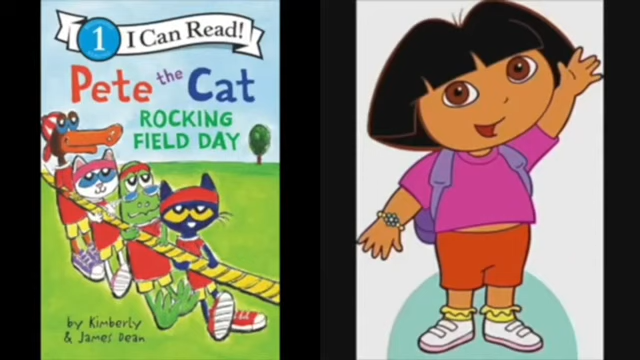 1 I Can Read!
Pete the Cat
ROCKING
FIELD DAY
by Kimberly
& James Dean